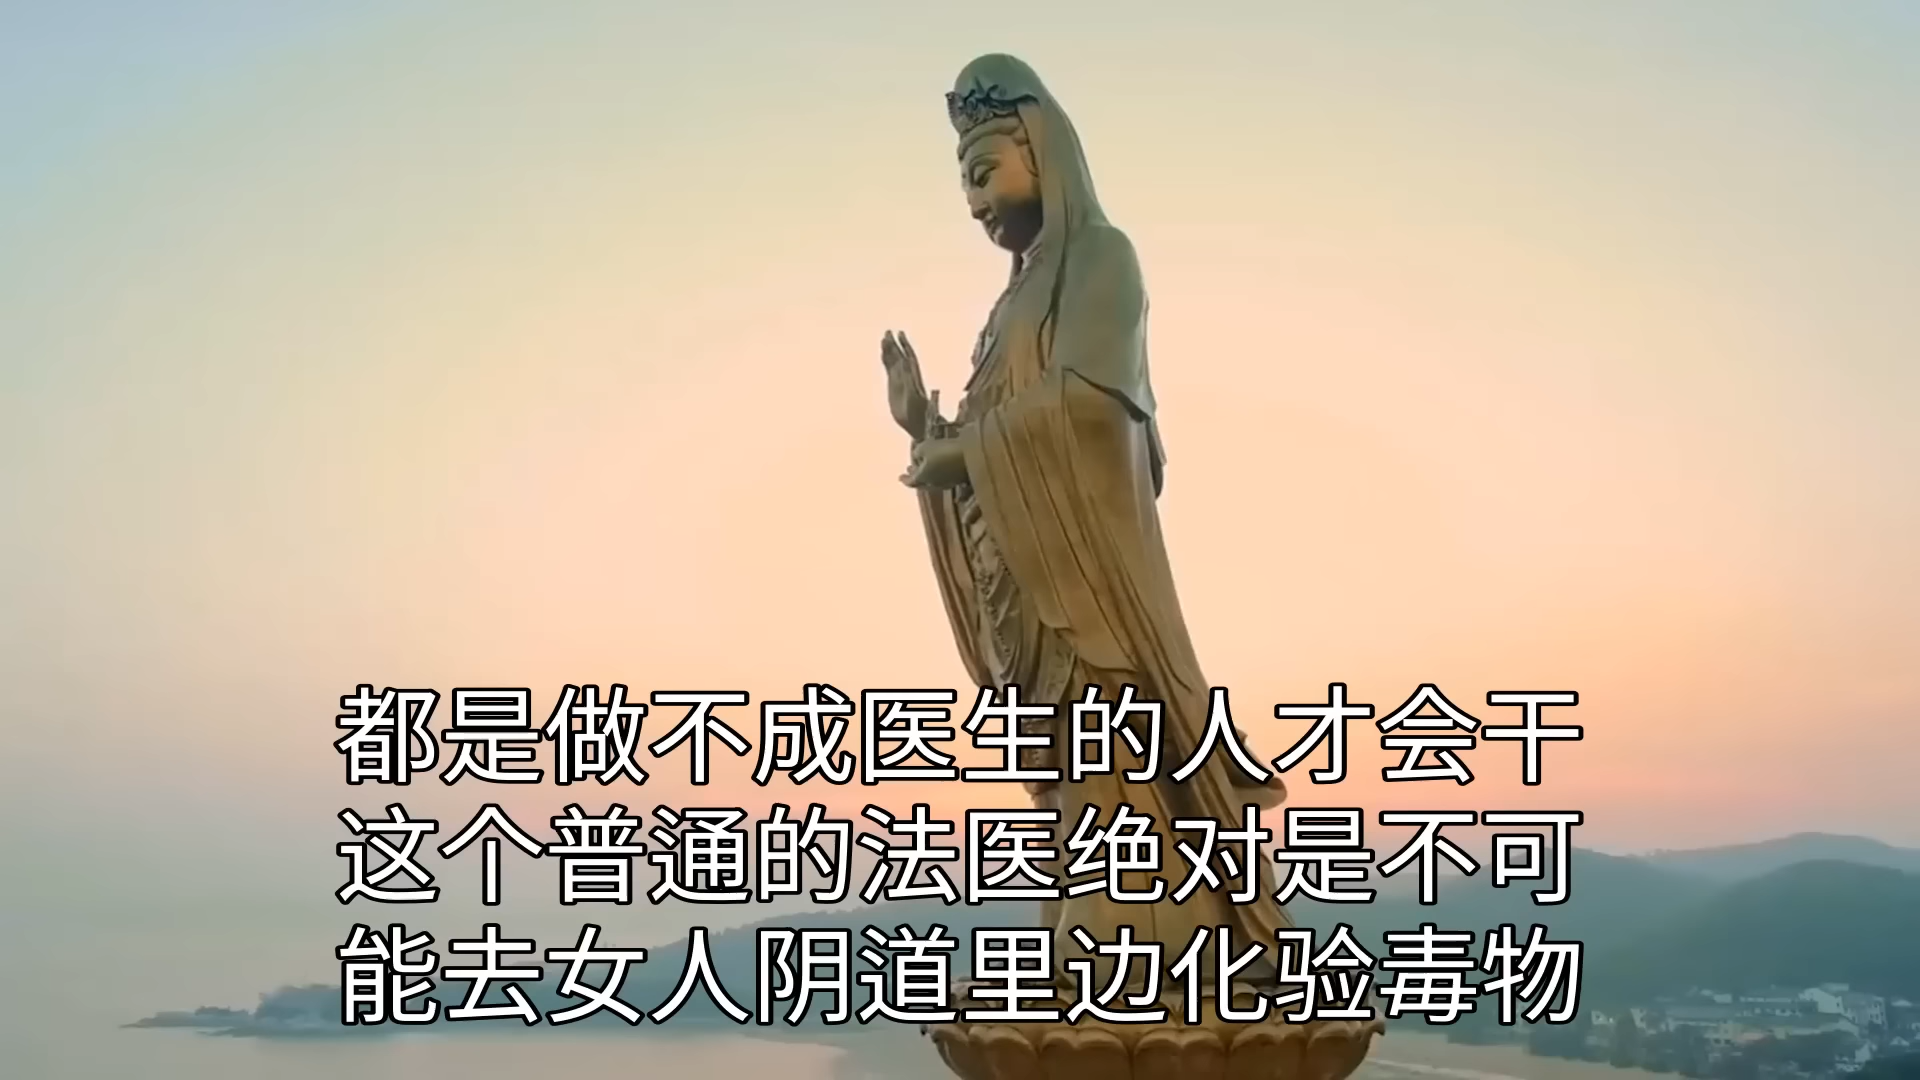 都是做不成医生的人才会干
这个普通的法医绝对是不可
能去女人阴道里边化验毒物